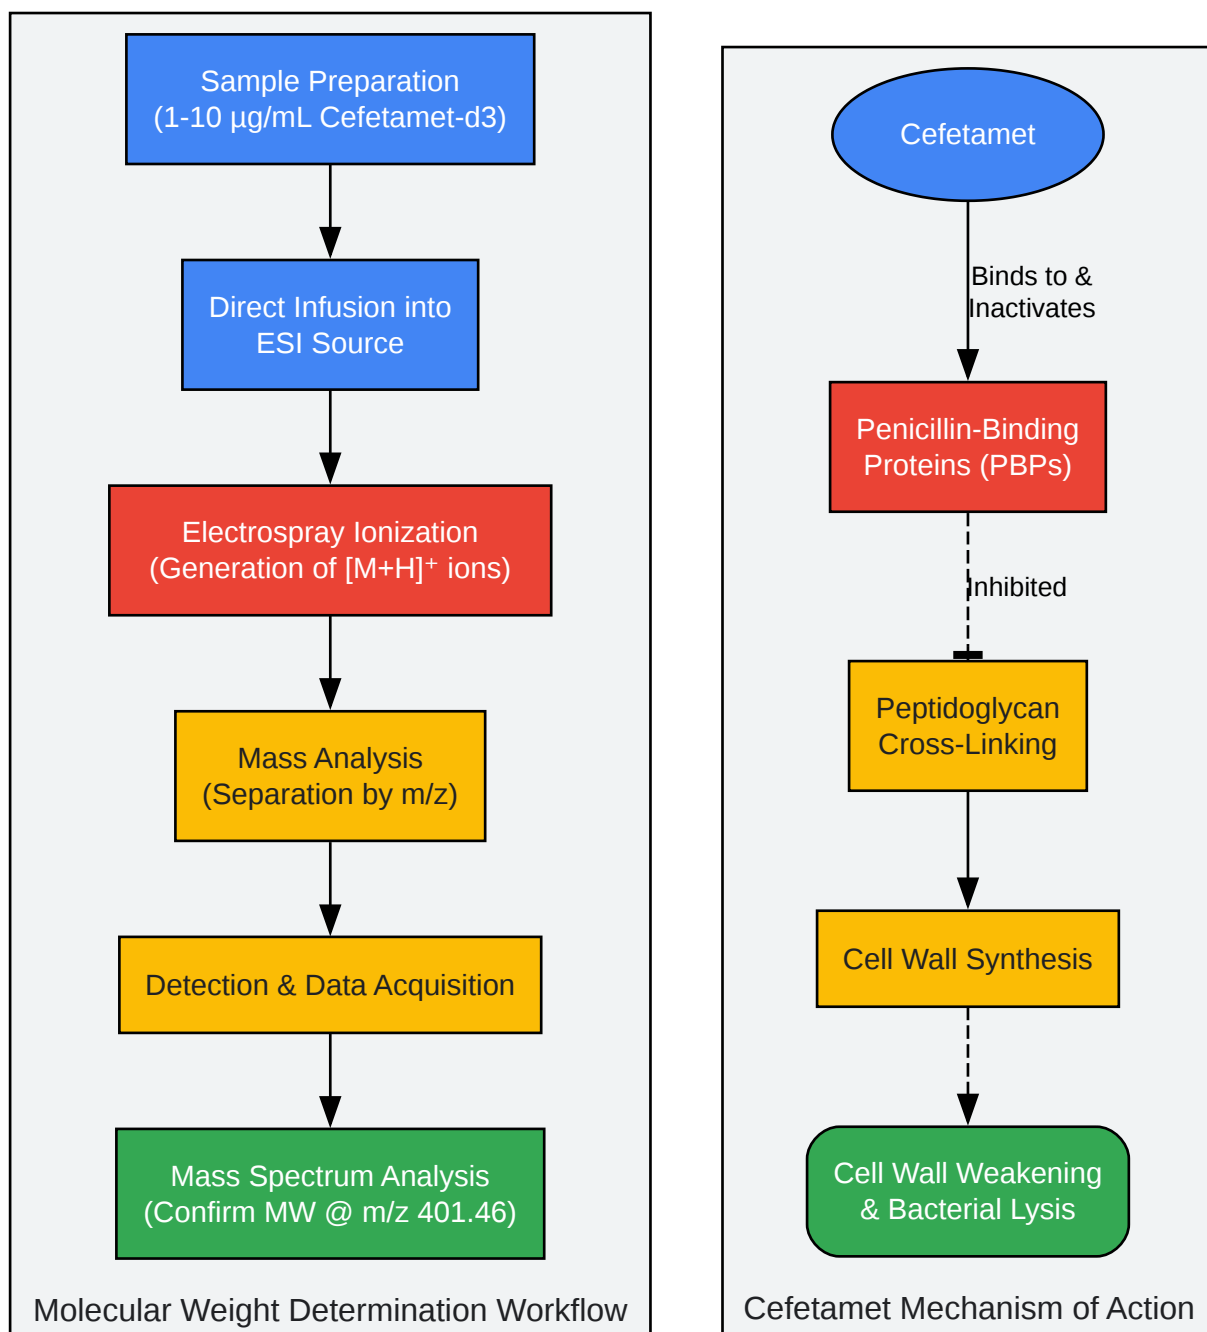 Sample Preparation
(1-10 µg/mL Cefetamet-d3)
Direct Infusion into
ESI Source
Electrospray Ionization
(Generation of [M+H]⁺ ions)
Mass Analysis
(Separation by m/z)
Detection & Data Acquisition
Mass Spectrum Analysis
(Confirm MW @ m/z 401.46)
Molecular Weight Determination Workflow
Cefetamet
Binds to &
Inactivates
Penicillin-Binding
Proteins (PBPs)
Inhibited
Peptidoglycan
Cross-Linking
Cell Wall Synthesis
Cell Wall Weakening
& Bacterial Lysis
Cefetamet Mechanism of Action